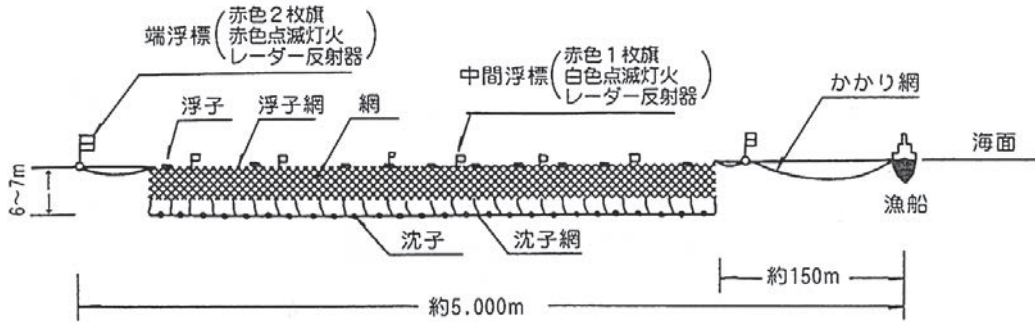 端浮標
赤色2枚旗
赤色点滅灯火
レーダー反射器
中間浮標
赤色1枚旗
白色点滅灯火
レーダー反射器
かかり網
浮子
浮子網
網
海面
6～7m
漁船
沈子
沈子網
約150m
約5.000m